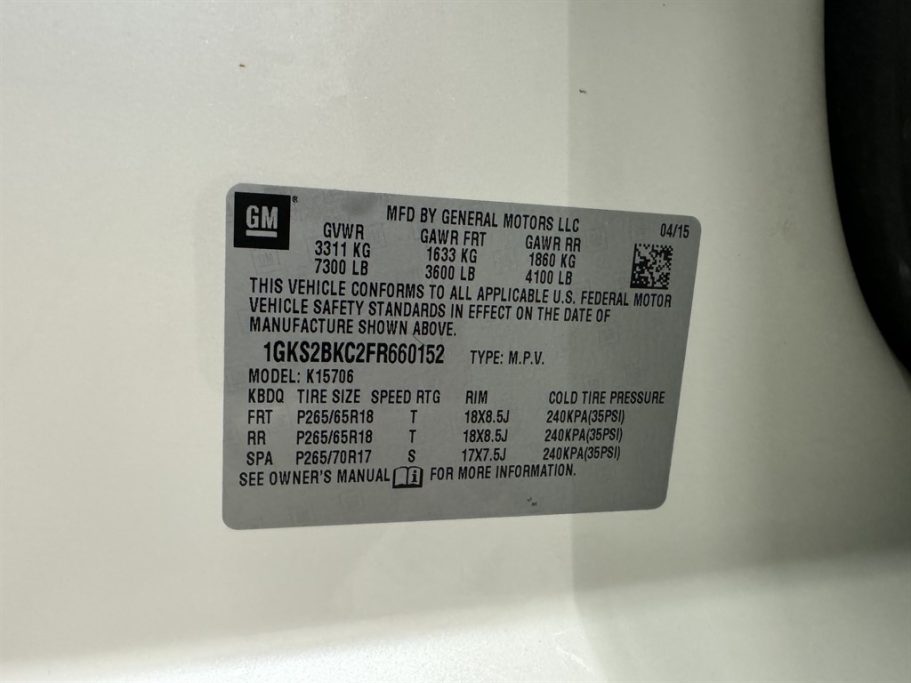 GM ®
MFD BY GENERAL MOTORS LLC 04/15
GVWR GAWR FRT GAWR RR
3311 KG 1633 KG 1860 KG
7300 LB 3600 LB 4100 LB
THIS VEHICLE CONFORMS TO ALL APPLICABLE U.S. FEDERAL MOTOR
VEHICLE SAFETY STANDARDS IN EFFECT ON THE DATE OF
MANUFACTURE SHOWN ABOVE.
1GKS2BKC2FR660152 TYPE: M.P.V.
MODEL: K15706
KBDQ TIRE SIZE SPEED RTG RIM COLD TIRE PRESSURE
FRT P265/65R18 T 18X8.5J 240KPA(35PSI)
RR P265/65R18 T 18X8.5J 240KPA(35PSI)
SPA P265/70R17 S 17X7.5J 240KPA(35PSI)
SEE OWNER'S MANUAL i FOR MORE INFORMATION.